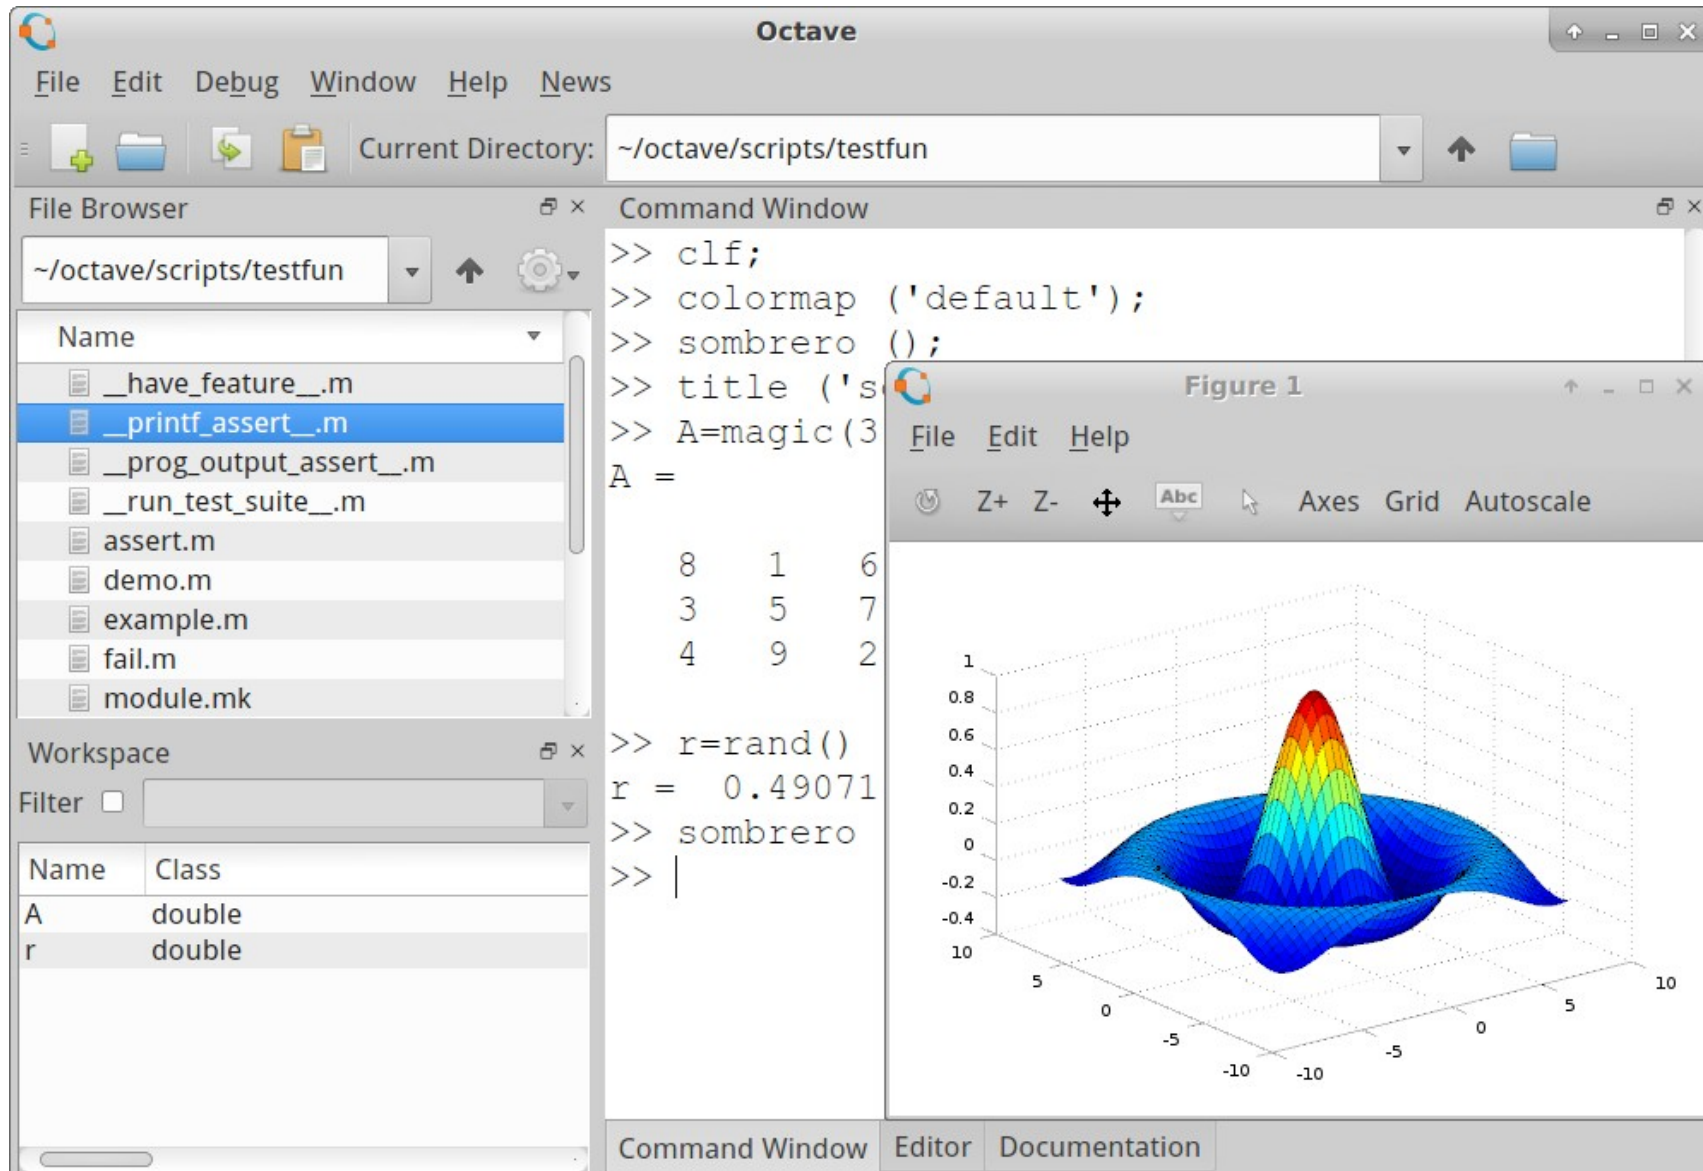 Octave
File Edit Debug Window Help News
Current Directory: ~/octave/scripts/testfun
File Browser
~/octave/scripts/testfun
Name
__have_feature__.m
__printf_assert__.m
__prog_output_assert__.m
__run_test_suite__.m
assert.m
demo.m
example.m
fail.m
module.mk
Workspace
Filter
Name Class
A double
r double
Command Window
>> clf;
>> colormap ('default');
>> sombrero ();
>> title ('s
>> A=magic(3
A =
8 1 6
3 5 7
4 9 2
>> r=rand()
r = 0.49071
>> sombrero
>>
Figure 1
File Edit Help
Z+ Z- Abc Axes Grid Autoscale
1
0.8
0.6
0.4
0.2
0
-0.2
-0.4
10 5 0 -5 -10
-10 -5 0 5 10
Command Window Editor Documentation